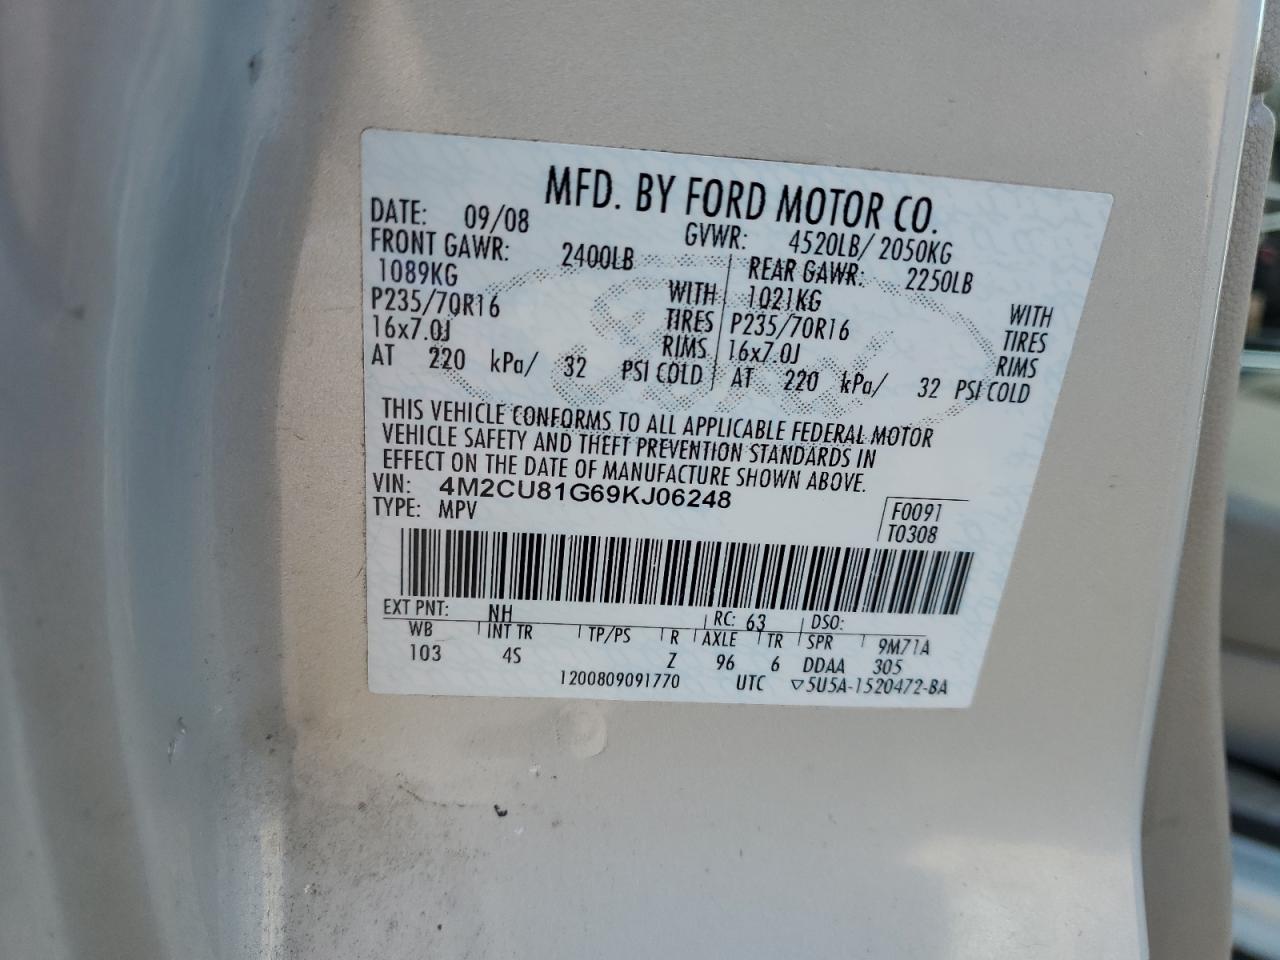 MFD. BY FORD MOTOR CO.
DATE: 09/08 GVWR: 4520LB/ 2050KG
FRONT GAWR: 2400LB REAR GAWR: 2250LB
1089KG WITH 1021KG WITH
P235/70R16 TIRES P235/70R16 TIRES
16x7.0J RIMS 16x7.0J RIMS
AT 220 kPa/ 32 PSI COLD AT 220 kPa/ 32 PSI COLD
THIS VEHICLE CONFORMS TO ALL APPLICABLE FEDERAL MOTOR
VEHICLE SAFETY AND THEFT PREVENTION STANDARDS IN
EFFECT ON THE DATE OF MANUFACTURE SHOWN ABOVE.
VIN: 4M2CU81G69KJ06248
TYPE: MPV
F0091
T0308
EXT PNT: NH RC: 63 DSO:
WB INT TR TP/PS R AXLE TR SPR 9M71A
103 4S Z 96 6 DDAA 305
1200809091770 UTC ▽5U5A-1520472-BA